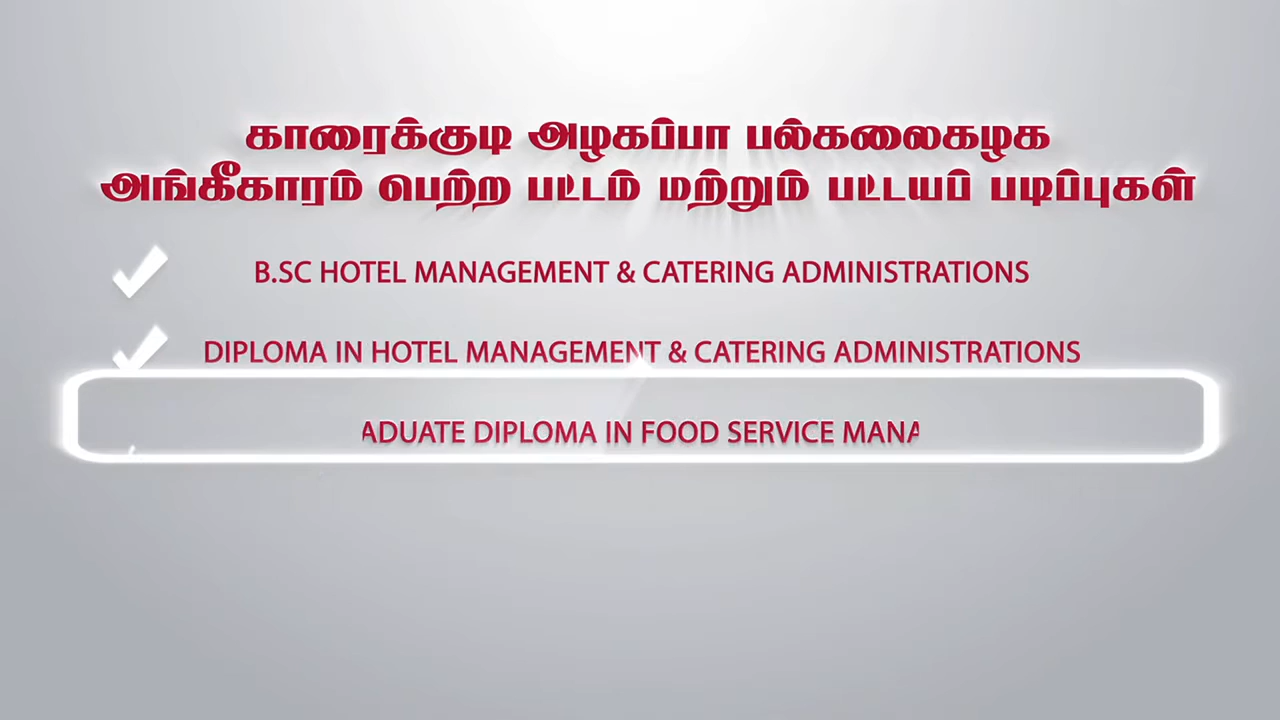 காரைக்குடி அழகப்பா பல்கலைகழக
அங்கீகாரம் பெற்ற பட்டம் மற்றும் பட்டயப் படிப்புகள்
B.SC HOTEL MANAGEMENT & CATERING ADMINISTRATIONS
DIPLOMA IN HOTEL MANAGEMENT & CATERING ADMINISTRATIONS
ADUATE DIPLOMA IN FOOD SERVICE MANA